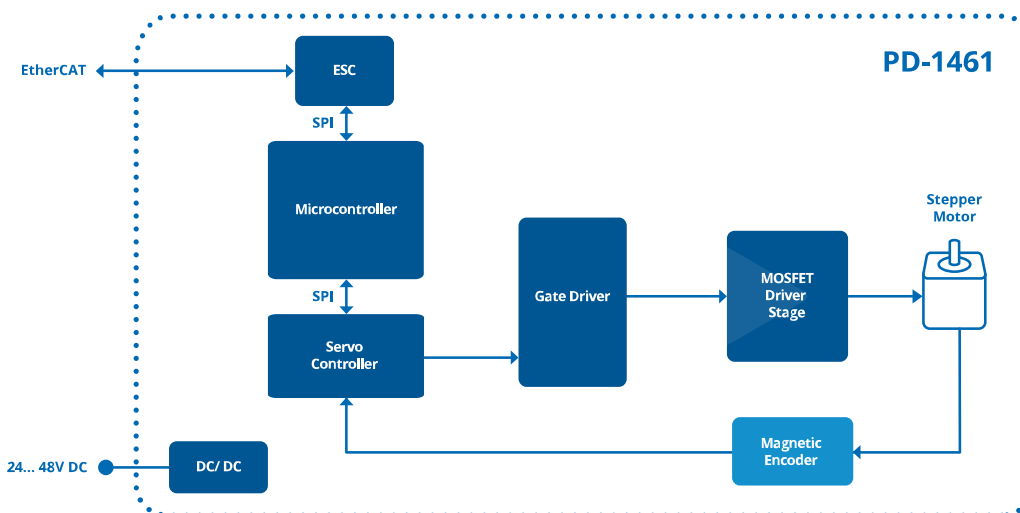 PD-1461
EtherCAT
ESC
SPI
Microcontroller
SPI
Servo
Controller
Gate Driver
MOSFET
Driver
Stage
Stepper
Motor
Magnetic
Encoder
24... 48V DC
DC/ DC